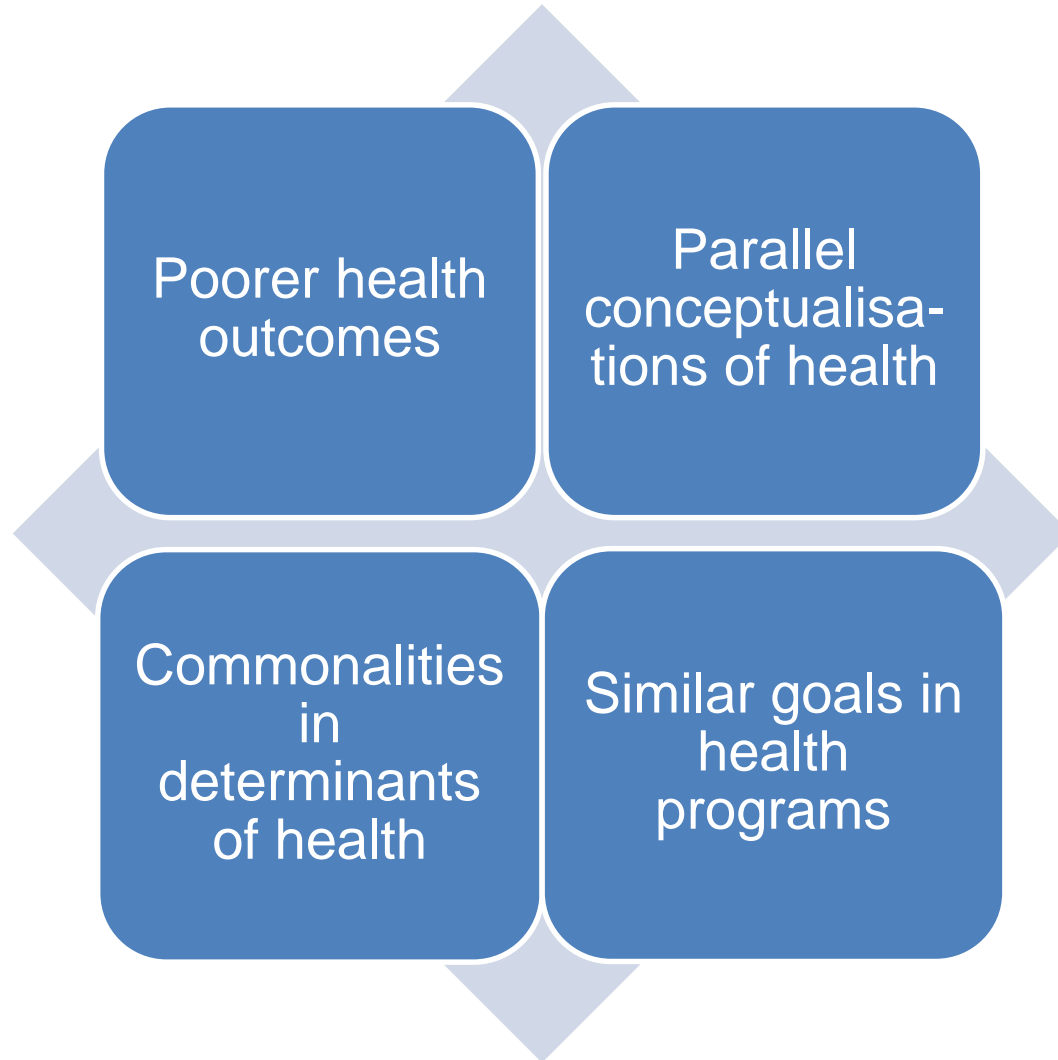 Poorer health
outcomes
Parallel
conceptualisa-
tions of health
Commonalities
in
determinants
of health
Similar goals in
health
programs